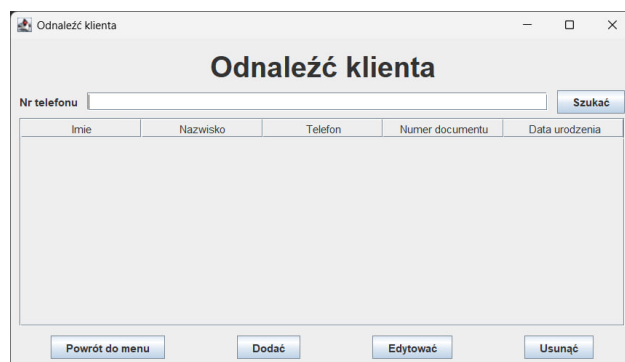 Odnaleźć klienta
Odnaleźć klienta
Nr telefonu Szukać
Imie Nazwisko Telefon Numer documentu Data urodzenia
Powrót do menu Dodać Edytować Usunąć